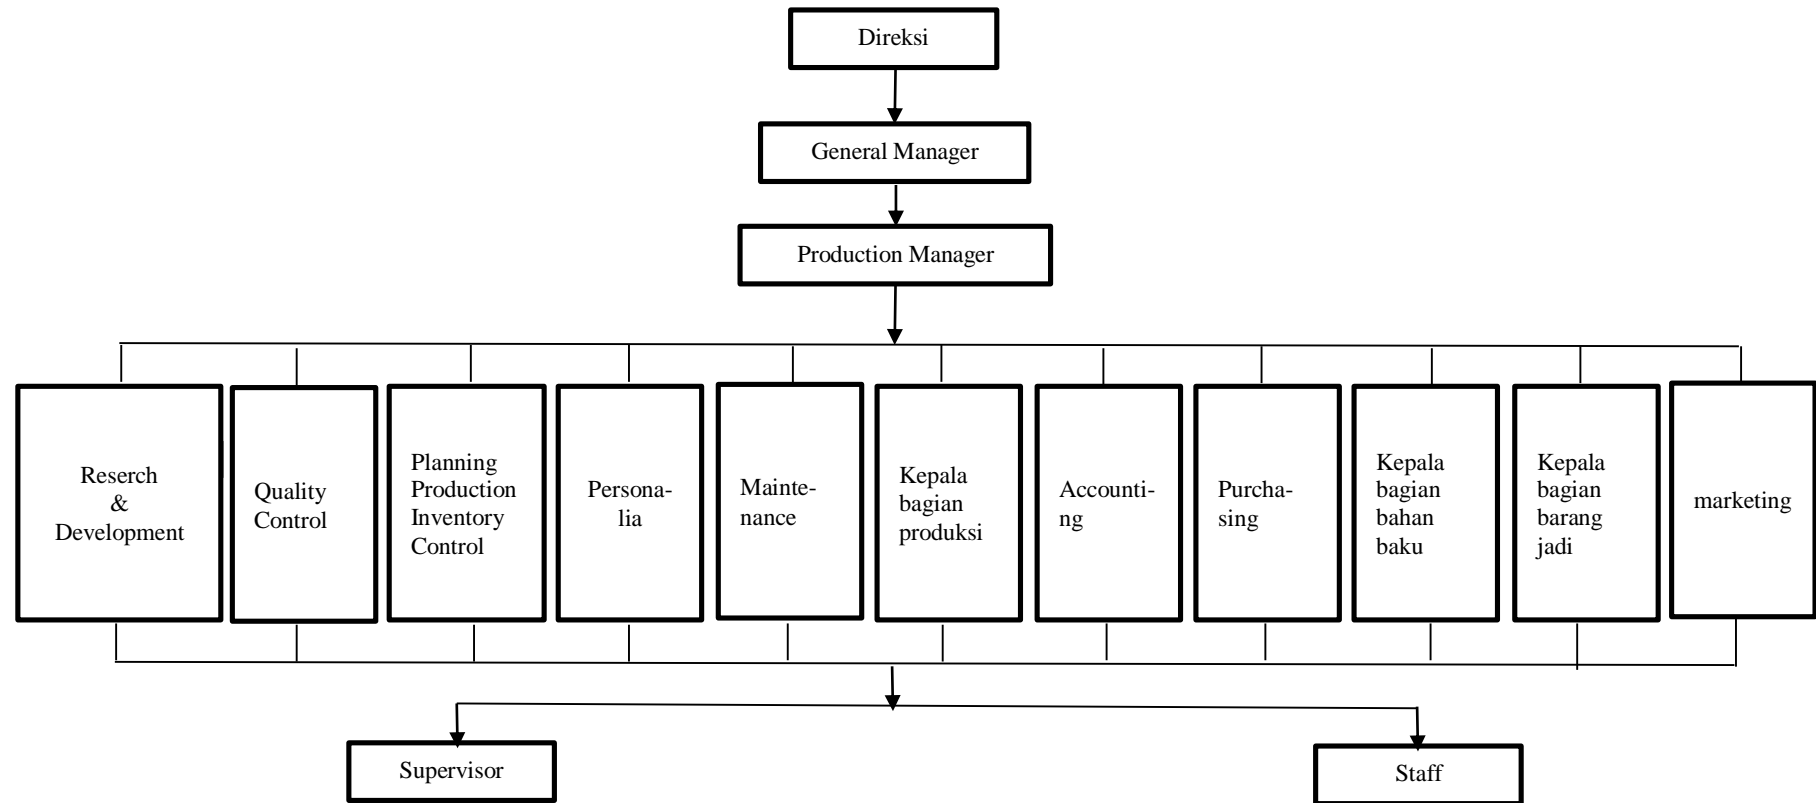 Direksi
General Manager
Production Manager
Reserch
&
Development
Quality
Control
Planning
Production
Inventory
Control
Persona-
lia
Mainte-
nance
Kepala
bagian
produksi
Accounti-
ng
Purcha-
sing
Kepala
bagian
bahan
baku
Kepala
bagian
barang
jadi
marketing
Supervisor
Staff